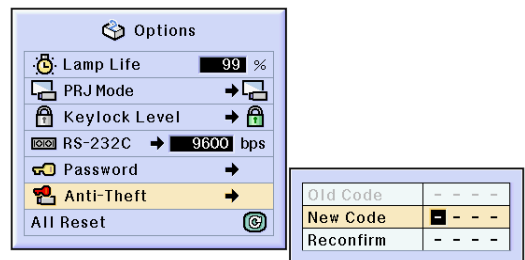 Options
Lamp Life 99 %
PRJ Mode
Keylock Level
RS-232C 9600 bps
Password
Anti-Theft
All Reset
Old Code - - - -
New Code - - - -
Reconfirm - - - -